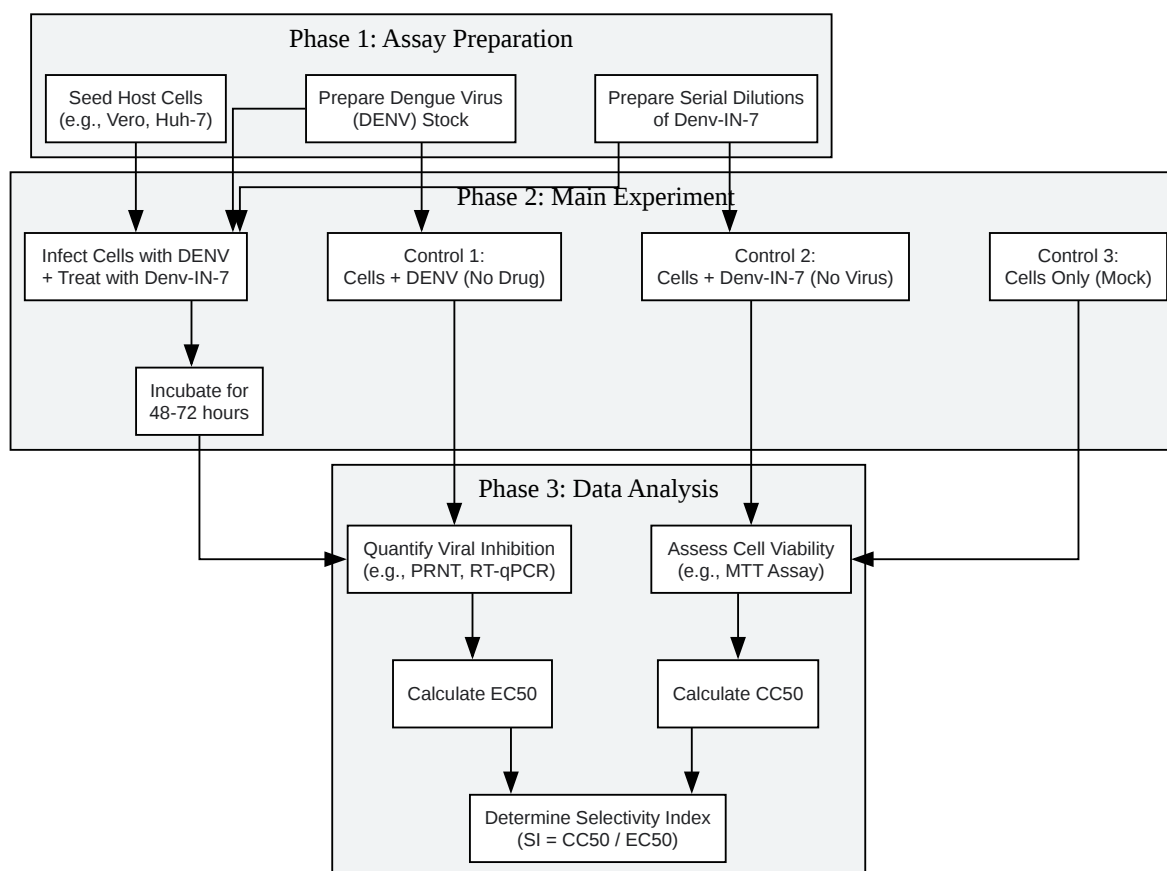 Phase 1: Assay Preparation
Seed Host Cells
(e.g., Vero, Huh-7)
Prepare Dengue Virus
(DENV) Stock
Prepare Serial Dilutions
of Denv-IN-7
Phase 2: Main Experiment
Infect Cells with DENV
+ Treat with Denv-IN-7
Control 1:
Cells + DENV (No Drug)
Control 2:
Cells + Denv-IN-7 (No Virus)
Control 3:
Cells Only (Mock)
Incubate for
48-72 hours
Phase 3: Data Analysis
Quantify Viral Inhibition
(e.g., PRNT, RT-qPCR)
Assess Cell Viability
(e.g., MTT Assay)
Calculate EC50
Calculate CC50
Determine Selectivity Index
(SI = CC50 / EC50)